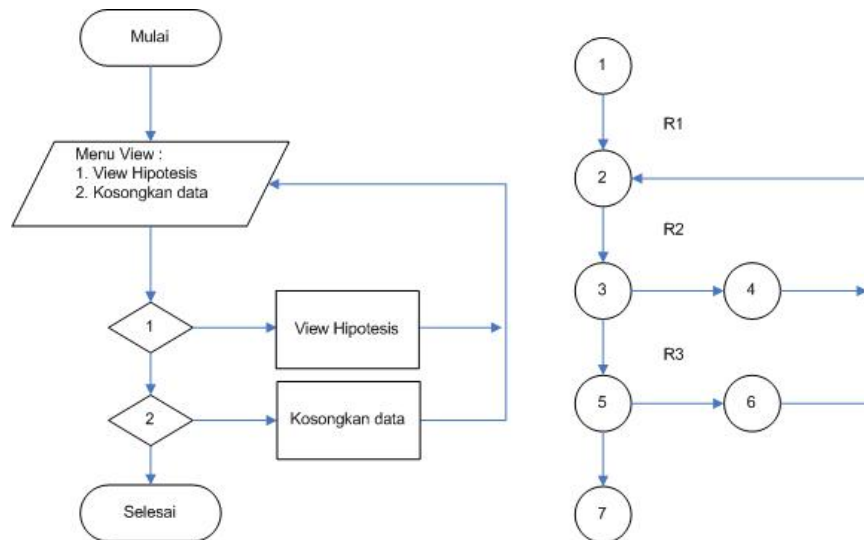 Mulai
Menu View :
1. View Hipotesis
2. Kosongkan data
1
View Hipotesis
2
Kosongkan data
Selesai
1
R1
2
R2
3
4
R3
5
6
7